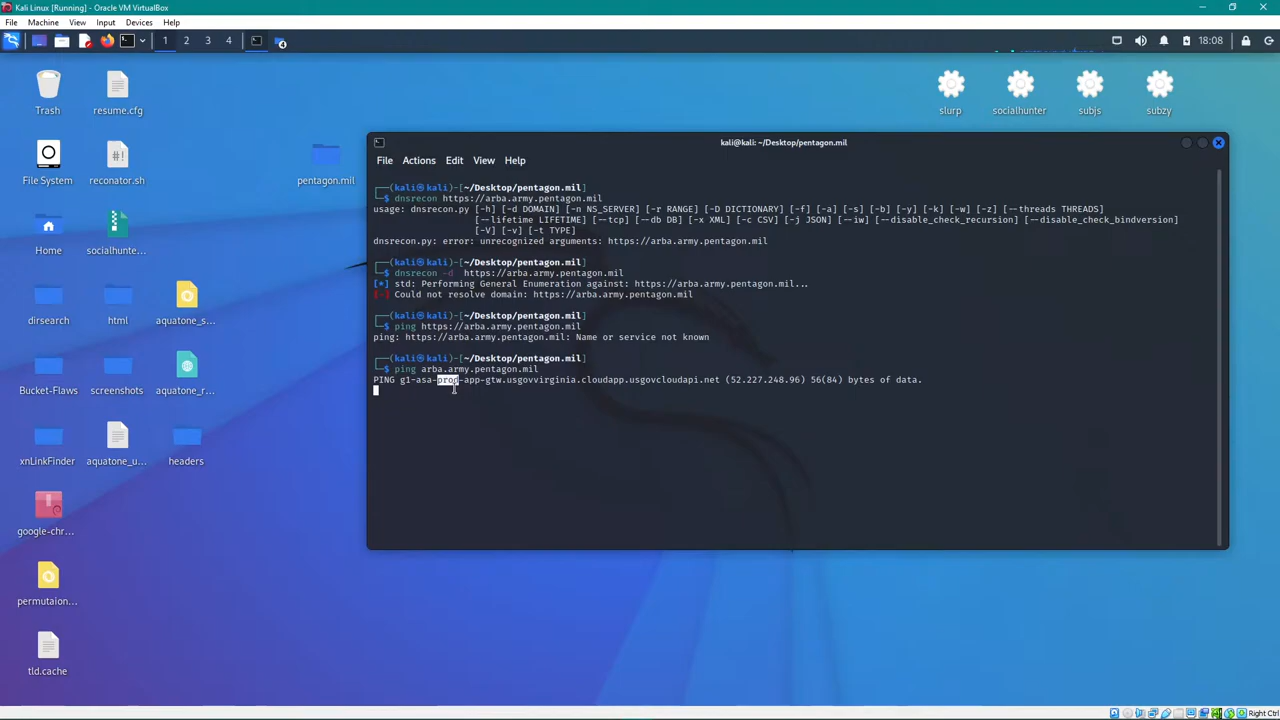 Kali Linux [Running] - Oracle VM VirtualBox
File Machine View Input Devices Help
1 2 3 4
4
18:08
Trash
resume.cfg
slurp
socialhunter
subjs
subzy
File System
#!
reconator.sh
pentagon.mil
Home
socialhunte...
dirsearch
html
aquatone_s...
Bucket-Flaws
screenshots
aquatone_r...
xnLinkFinder
aquatone_u...
headers
google-chr...
permutaion...
tld.cache
kali@kali: ~/Desktop/pentagon.mil
File Actions Edit View Help
┌──(kali㉿kali)-[~/Desktop/pentagon.mil]
└─$ dnsrecon https://arba.army.pentagon.mil
usage: dnsrecon.py [-h] [-d DOMAIN] [-n NS_SERVER] [-r RANGE] [-D DICTIONARY] [-f] [-a] [-s] [-b] [-y] [-k] [-w] [-z] [--threads THREADS]
[--lifetime LIFETIME] [--tcp] [--db DB] [-x XML] [-c CSV] [-j JSON] [--iw] [--disable_check_recursion] [--disable_check_bindversion]
[-V] [-v] [-t TYPE]
dnsrecon.py: error: unrecognized arguments: https://arba.army.pentagon.mil
┌──(kali㉿kali)-[~/Desktop/pentagon.mil]
└─$ dnsrecon -d https://arba.army.pentagon.mil
[*] std: Performing General Enumeration against: https://arba.army.pentagon.mil...
[-] Could not resolve domain: https://arba.army.pentagon.mil
┌──(kali㉿kali)-[~/Desktop/pentagon.mil]
└─$ ping https://arba.army.pentagon.mil
ping: https://arba.army.pentagon.mil: Name or service not known
┌──(kali㉿kali)-[~/Desktop/pentagon.mil]
└─$ ping arba.army.pentagon.mil
PING g1-asa-prop-app-gtw.usgovvirginia.cloudapp.usgovcloudapi.net (52.227.248.96) 56(84) bytes of data.
Right Ctrl